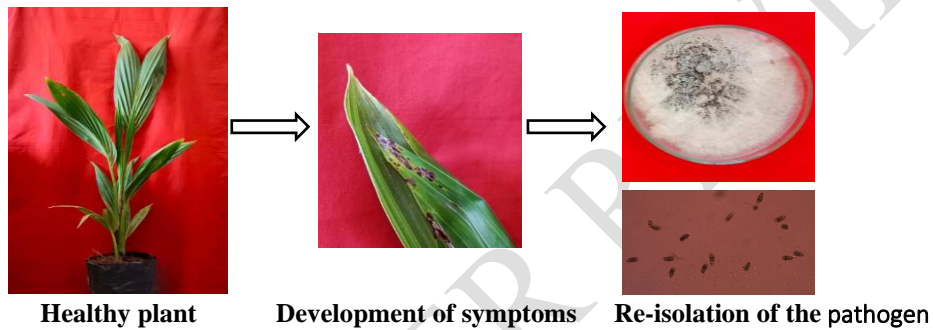 Healthy plant
Development of symptoms
Re-isolation of the pathogen